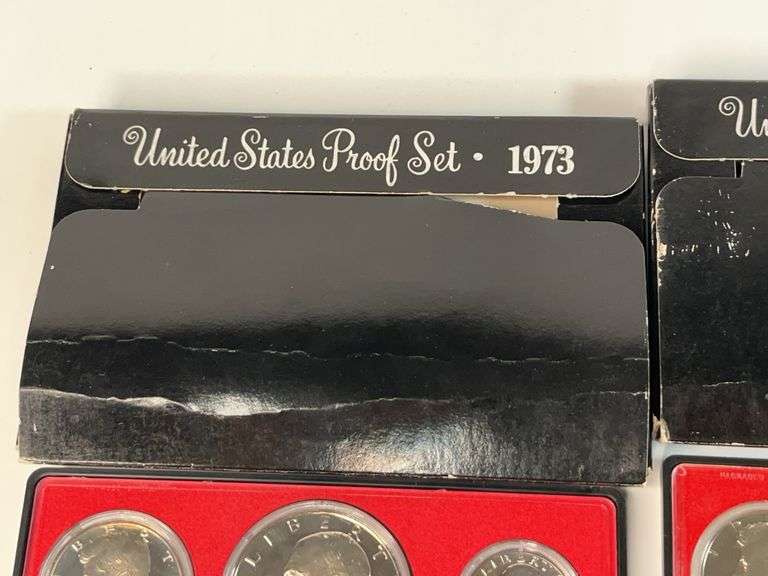 United States Proof Set • 1973
LIBERTY
LIBERTY